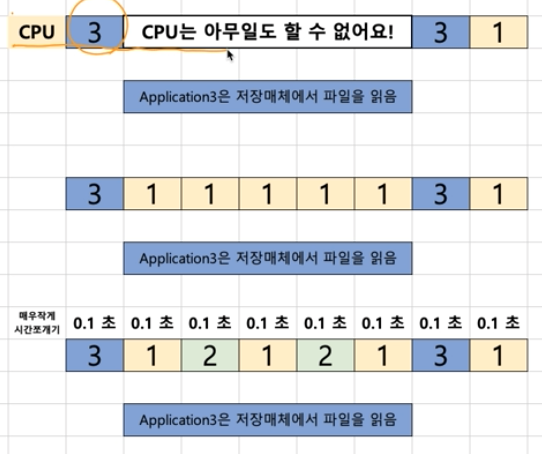 CPU 3 CPU는 아무일도 할 수 없어요! 3 1
Application3은 저장매체에서 파일을 읽음
3 1 1 1 1 1 3 1
Application3은 저장매체에서 파일을 읽음
매우작게
시간쪼개기
0.1 초 0.1 초 0.1 초 0.1 초 0.1 초 0.1 초 0.1 초 0.1 초
3 1 2 1 2 1 3 1
Application3은 저장매체에서 파일을 읽음